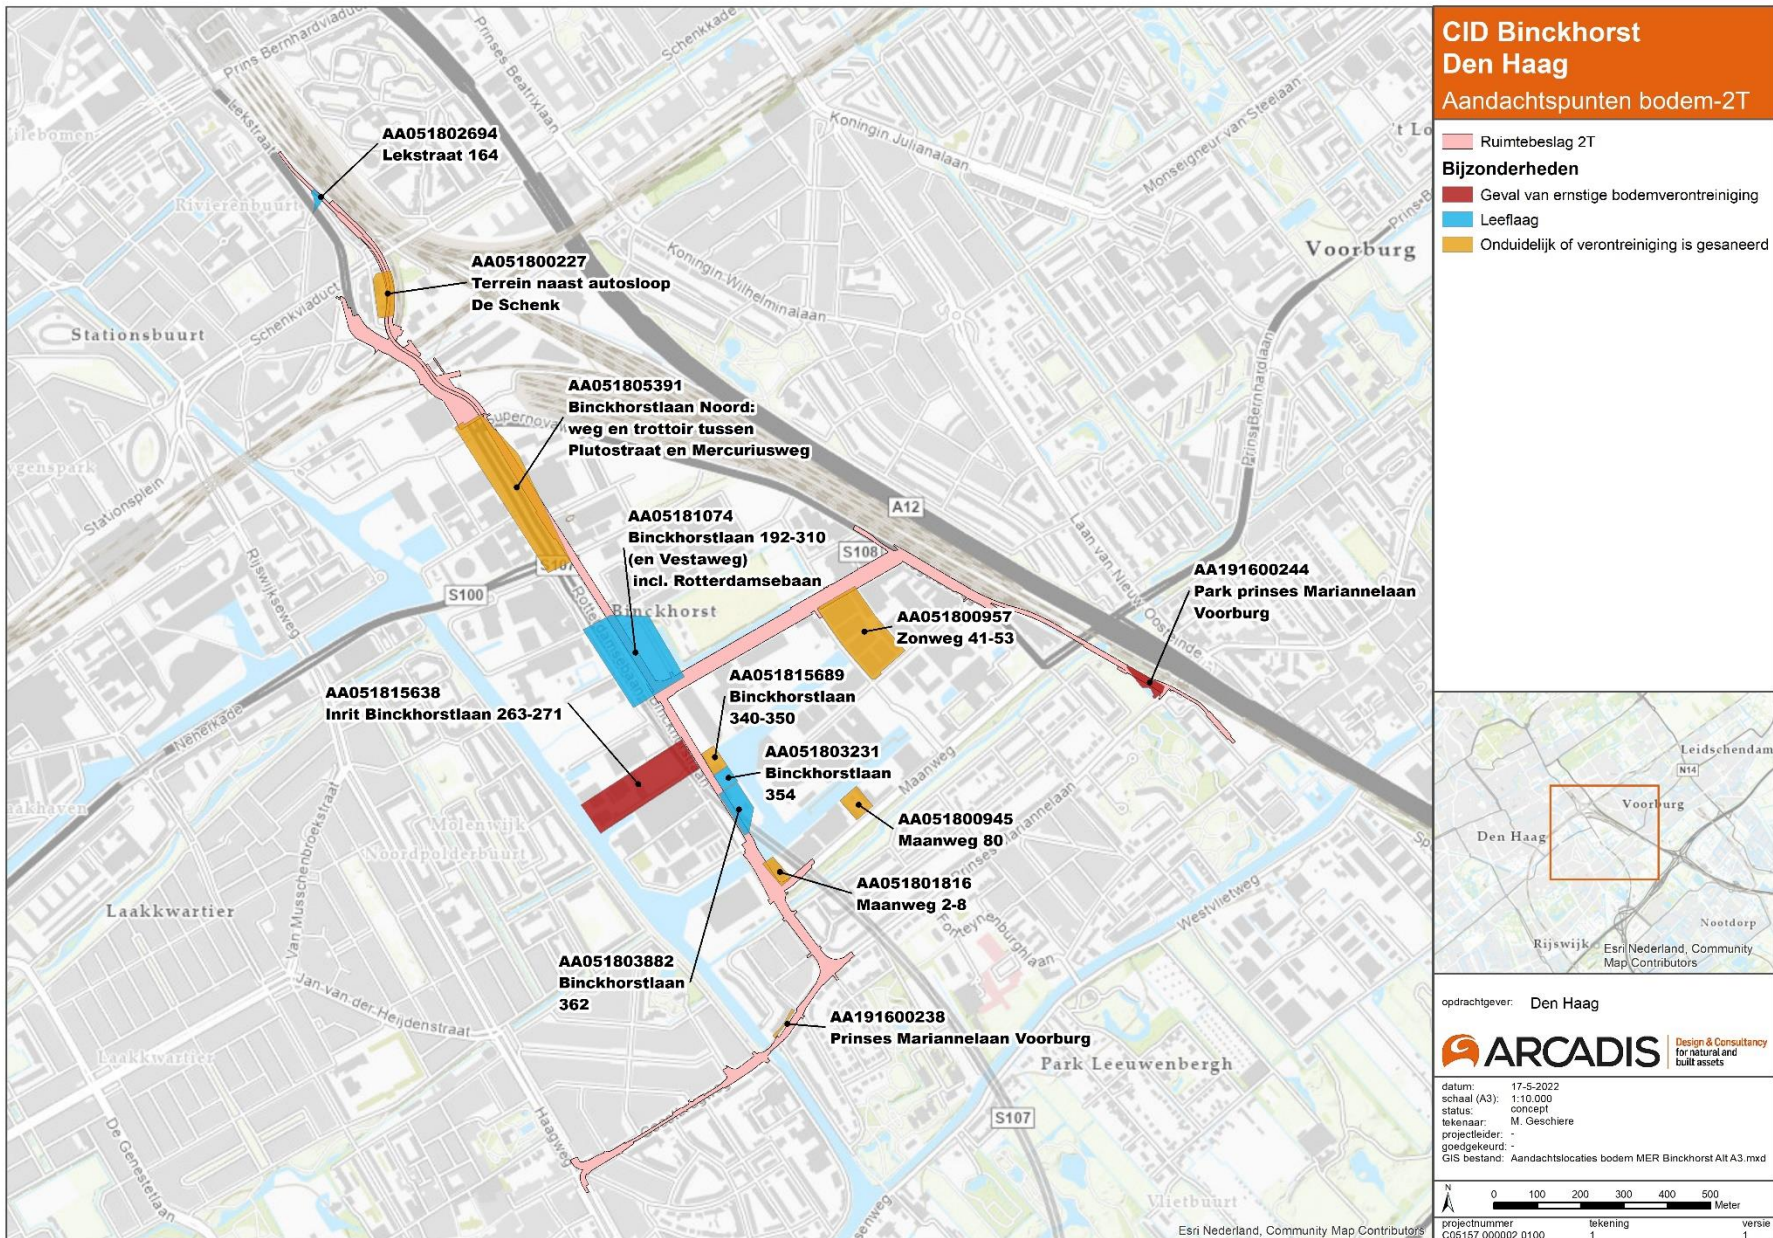 CID Binckhorst
Den Haag
Aandachtspunten bodem-2T
Ruimtebeslag 2T
Bijzonderheden
Geval van ernstige bodemverontreiniging
Leeflaag
Onduidelijk of verontreiniging is gesaneerd
AA051802694
Lekstraat 164
AA051800227
Terrein naast autosloop
De Schenk
AA051805391
Binckhorstlaan Noord:
weg en trottoir tussen
Plutostraat en Mercuriusweg
AA05181074
Binckhorstlaan 192-310
(en Vestaweg)
incl. Rotterdamsebaan
AA191600244
Park prinses Mariannelaan
Voorburg
AA051800957
Zonweg 41-53
AA051815689
Binckhorstlaan
340-350
AA051815638
Inrit Binckhorstlaan 263-271
AA051803231
Binckhorstlaan
354
AA051800945
Maanweg 80
AA051801816
Maanweg 2-8
AA051803882
Binckhorstlaan
362
AA191600238
Prinses Mariannelaan Voorburg
Prins Bernhardviaduct
Prinses Beatrixlaan
Schenkkade
Lekstraat
Rivierenbuurt
Koningin Julianalaan
Monseigneur van Steelaan
Koningin Wilhelminalaan
Voorburg
Prins Bernhardlaan
Stationsbuurt
Schenkviaduct
Stationsplein
Rijswijkseweg
A12
S108
S100
S107
Binckhorst
Laan van Nieuw Oosteinde
Neherkade
Maanweg
Molenwijk
Noordpolderbuurt
Van Musschenbroekstraat
Laakkwartier
Westvlietweg
Fonteynenburghlaan
Jan van der Heijdenstraat
Laakkwartier
Park Leeuwenbergh
S107
De Genestetlaan
Haagweg
Vlietbuurt
Esri Nederland, Community Map Contributors
Leidschendam
N14
Voorburg
Den Haag
Nootdorp
Rijswijk
Esri Nederland, Community
Map Contributors
opdrachtgever: Den Haag
ARCADIS
Design & Consultancy
for natural and
built assets
datum: 17-5-2022
schaal (A3): 1:10.000
status: concept
tekenaar: M. Geschiere
projectleider: -
goedgekeurd: -
GIS bestand: Aandachtslocaties bodem MER Binckhorst Alt A3.mxd
N
0 100 200 300 400 500
Meter
projectnummer tekening versie
C05157.000002.0100 1 1